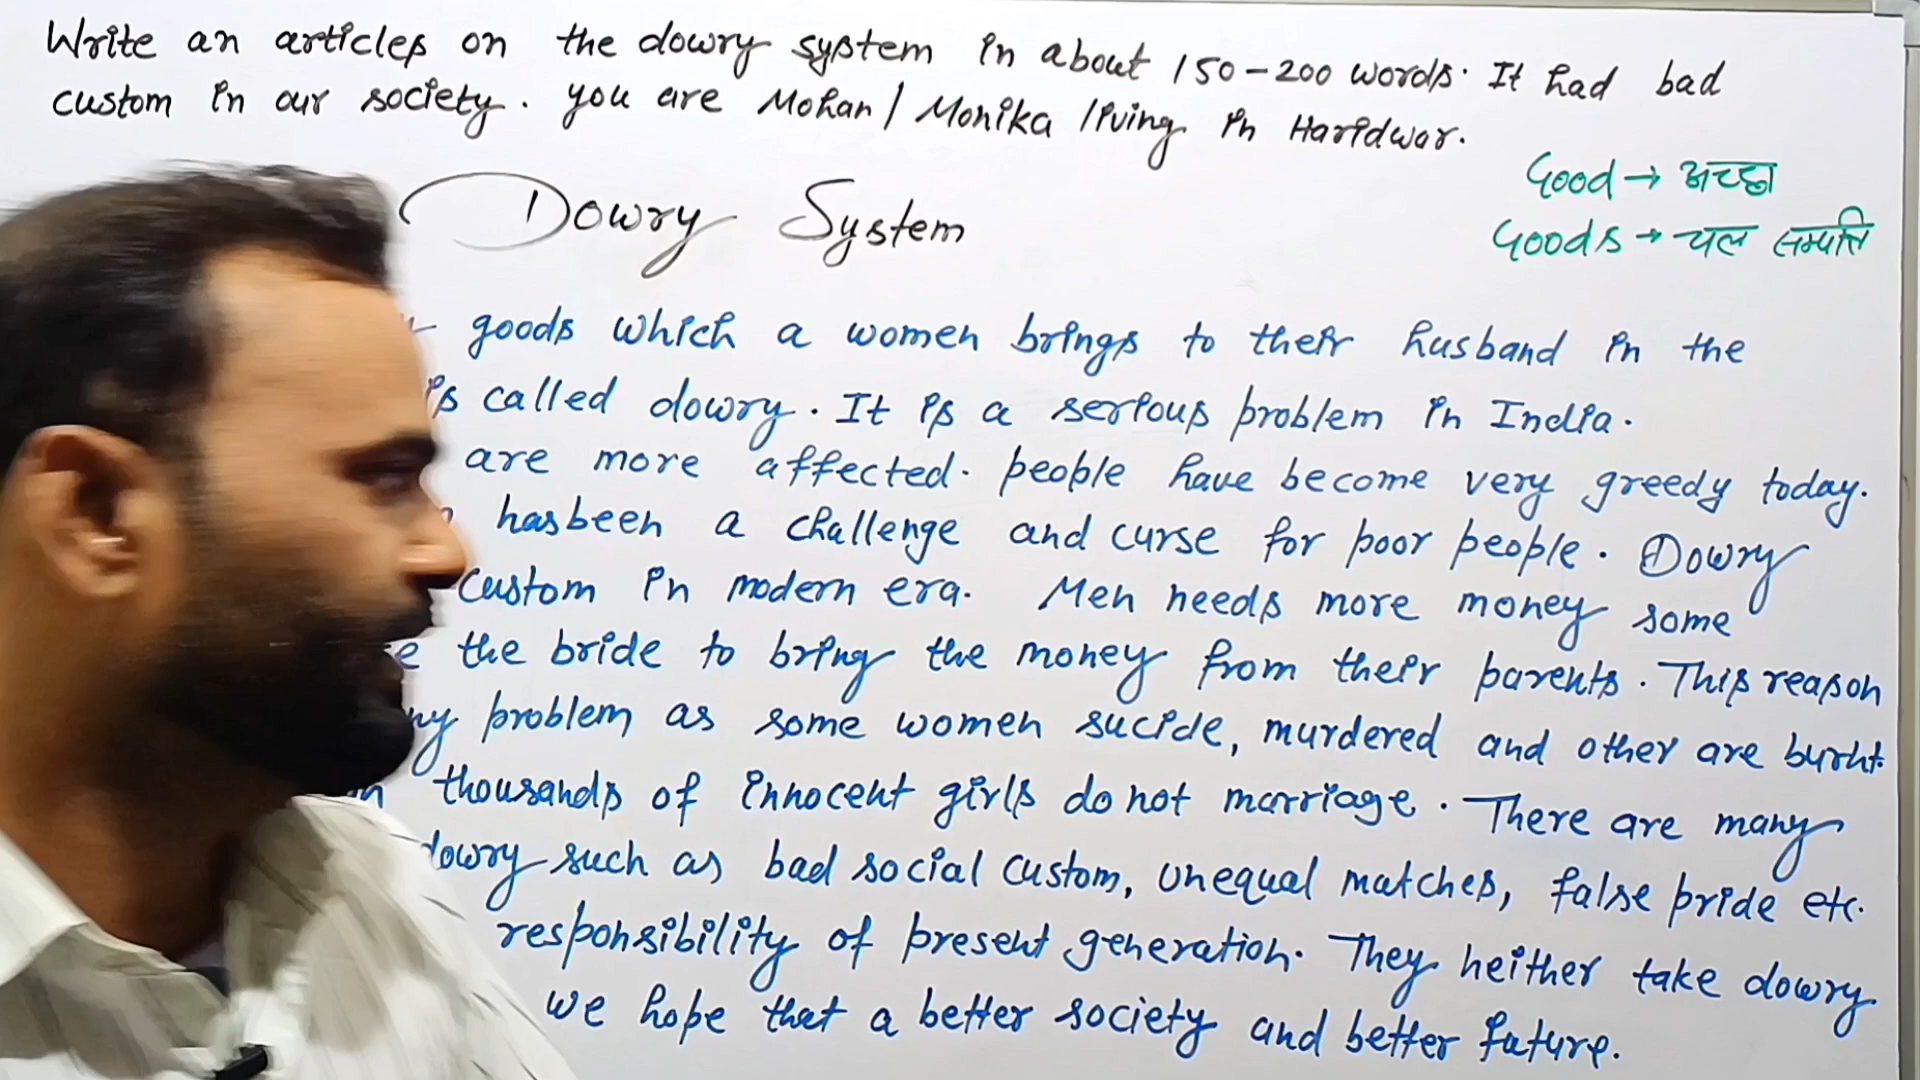 Write an articles on the dowry system in about 150-200 words. It had bad
custom in our society. you are Mohan / Monika living in Haridwar.
Good → अच्छा
Goods → चल सम्पत्ति
Dowry System
goods which a women brings to their husband in the
is called dowry. It is a serious problem in India.
are more affected. people have become very greedy today.
hasbeen a challenge and curse for poor people. Dowry
custom in modern era. Men needs more money some
the bride to bring the money from their parents. This reason
problem as some women sucide, murdered and other are burnt.
thousands of innocent girls do not marriage. There are many
dowry such as bad social custom, unequal matches, false pride etc.
responsibility of present generation. They neither take dowry.
we hope that a better society and better future.